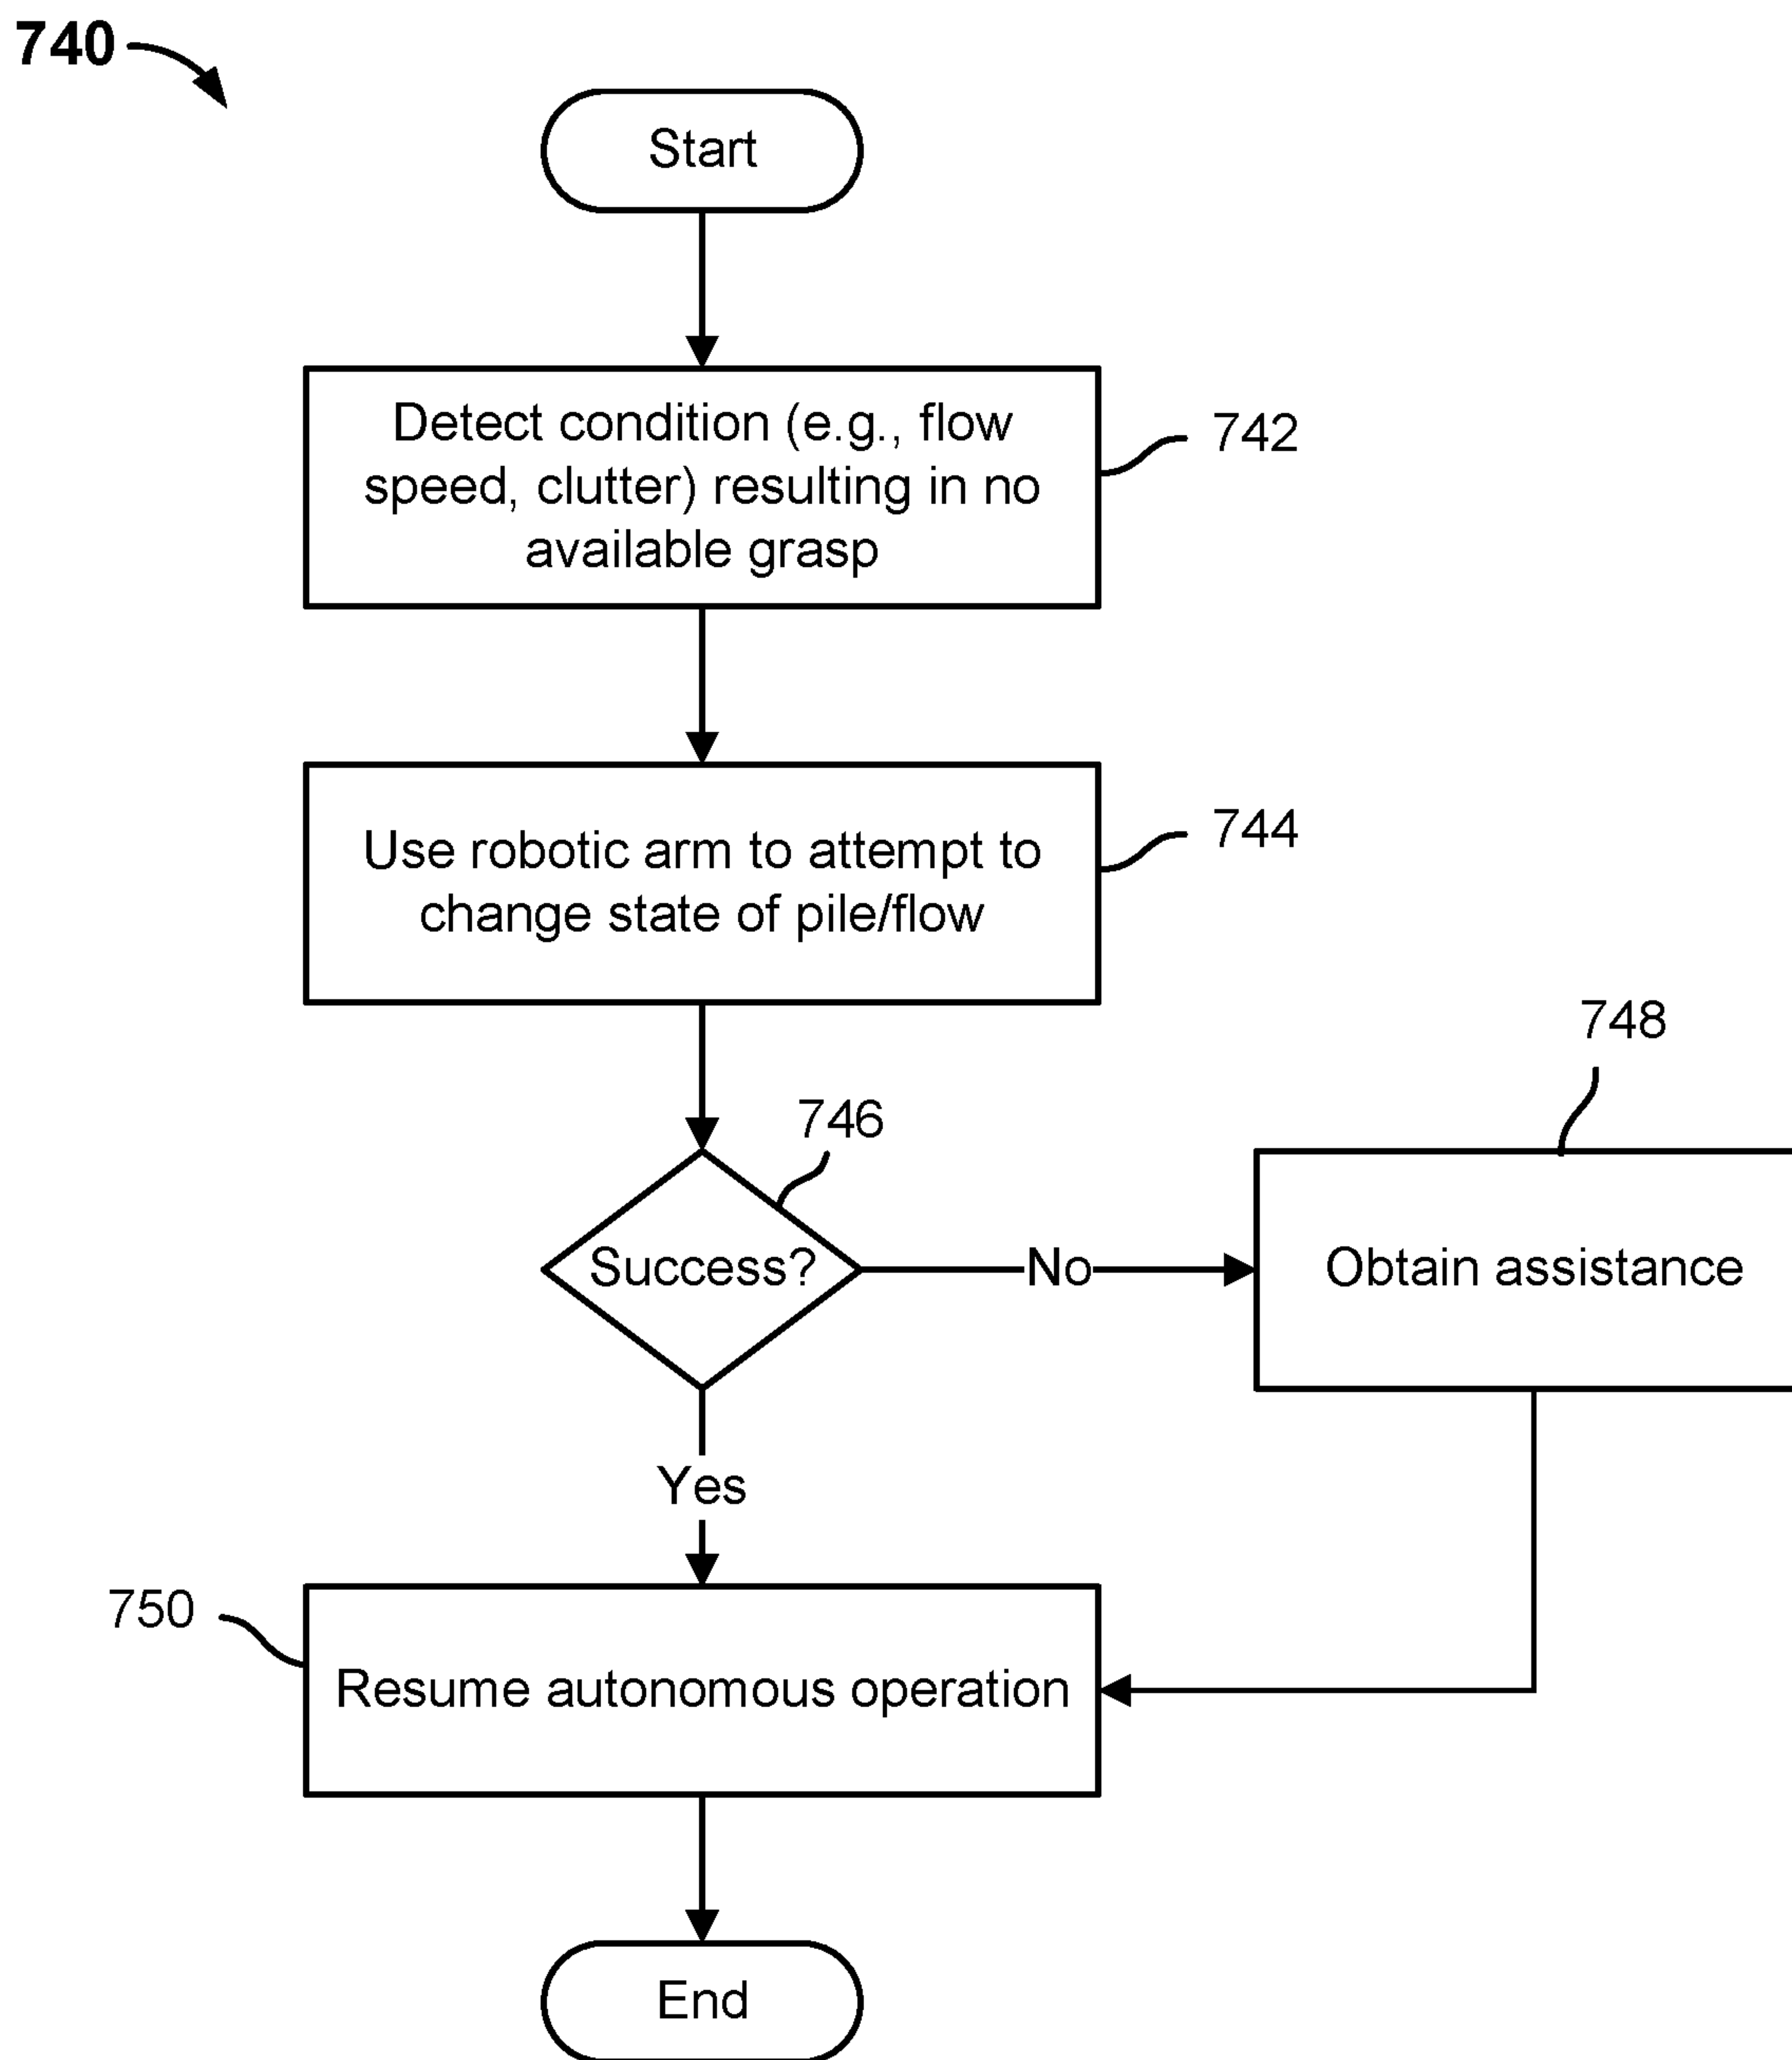 740
Start
Detect condition (e.g., flow
speed, clutter) resulting in no
available grasp
742
Use robotic arm to attempt to
change state of pile/flow
744
746
748
Success?
No
Obtain assistance
Yes
750
Resume autonomous operation
End